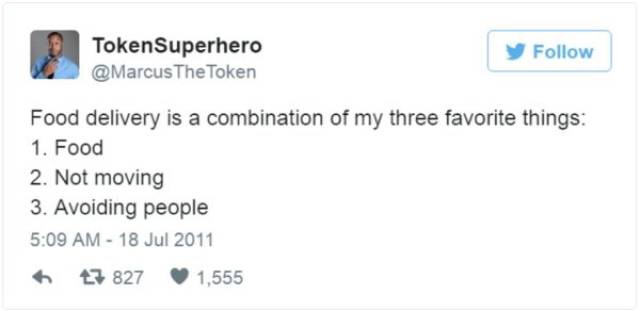 TokenSuperhero
@MarcusTheToken
Follow
Food delivery is a combination of my three favorite things:
1. Food
2. Not moving
3. Avoiding people
5:09 AM - 18 Jul 2011
827 1,555